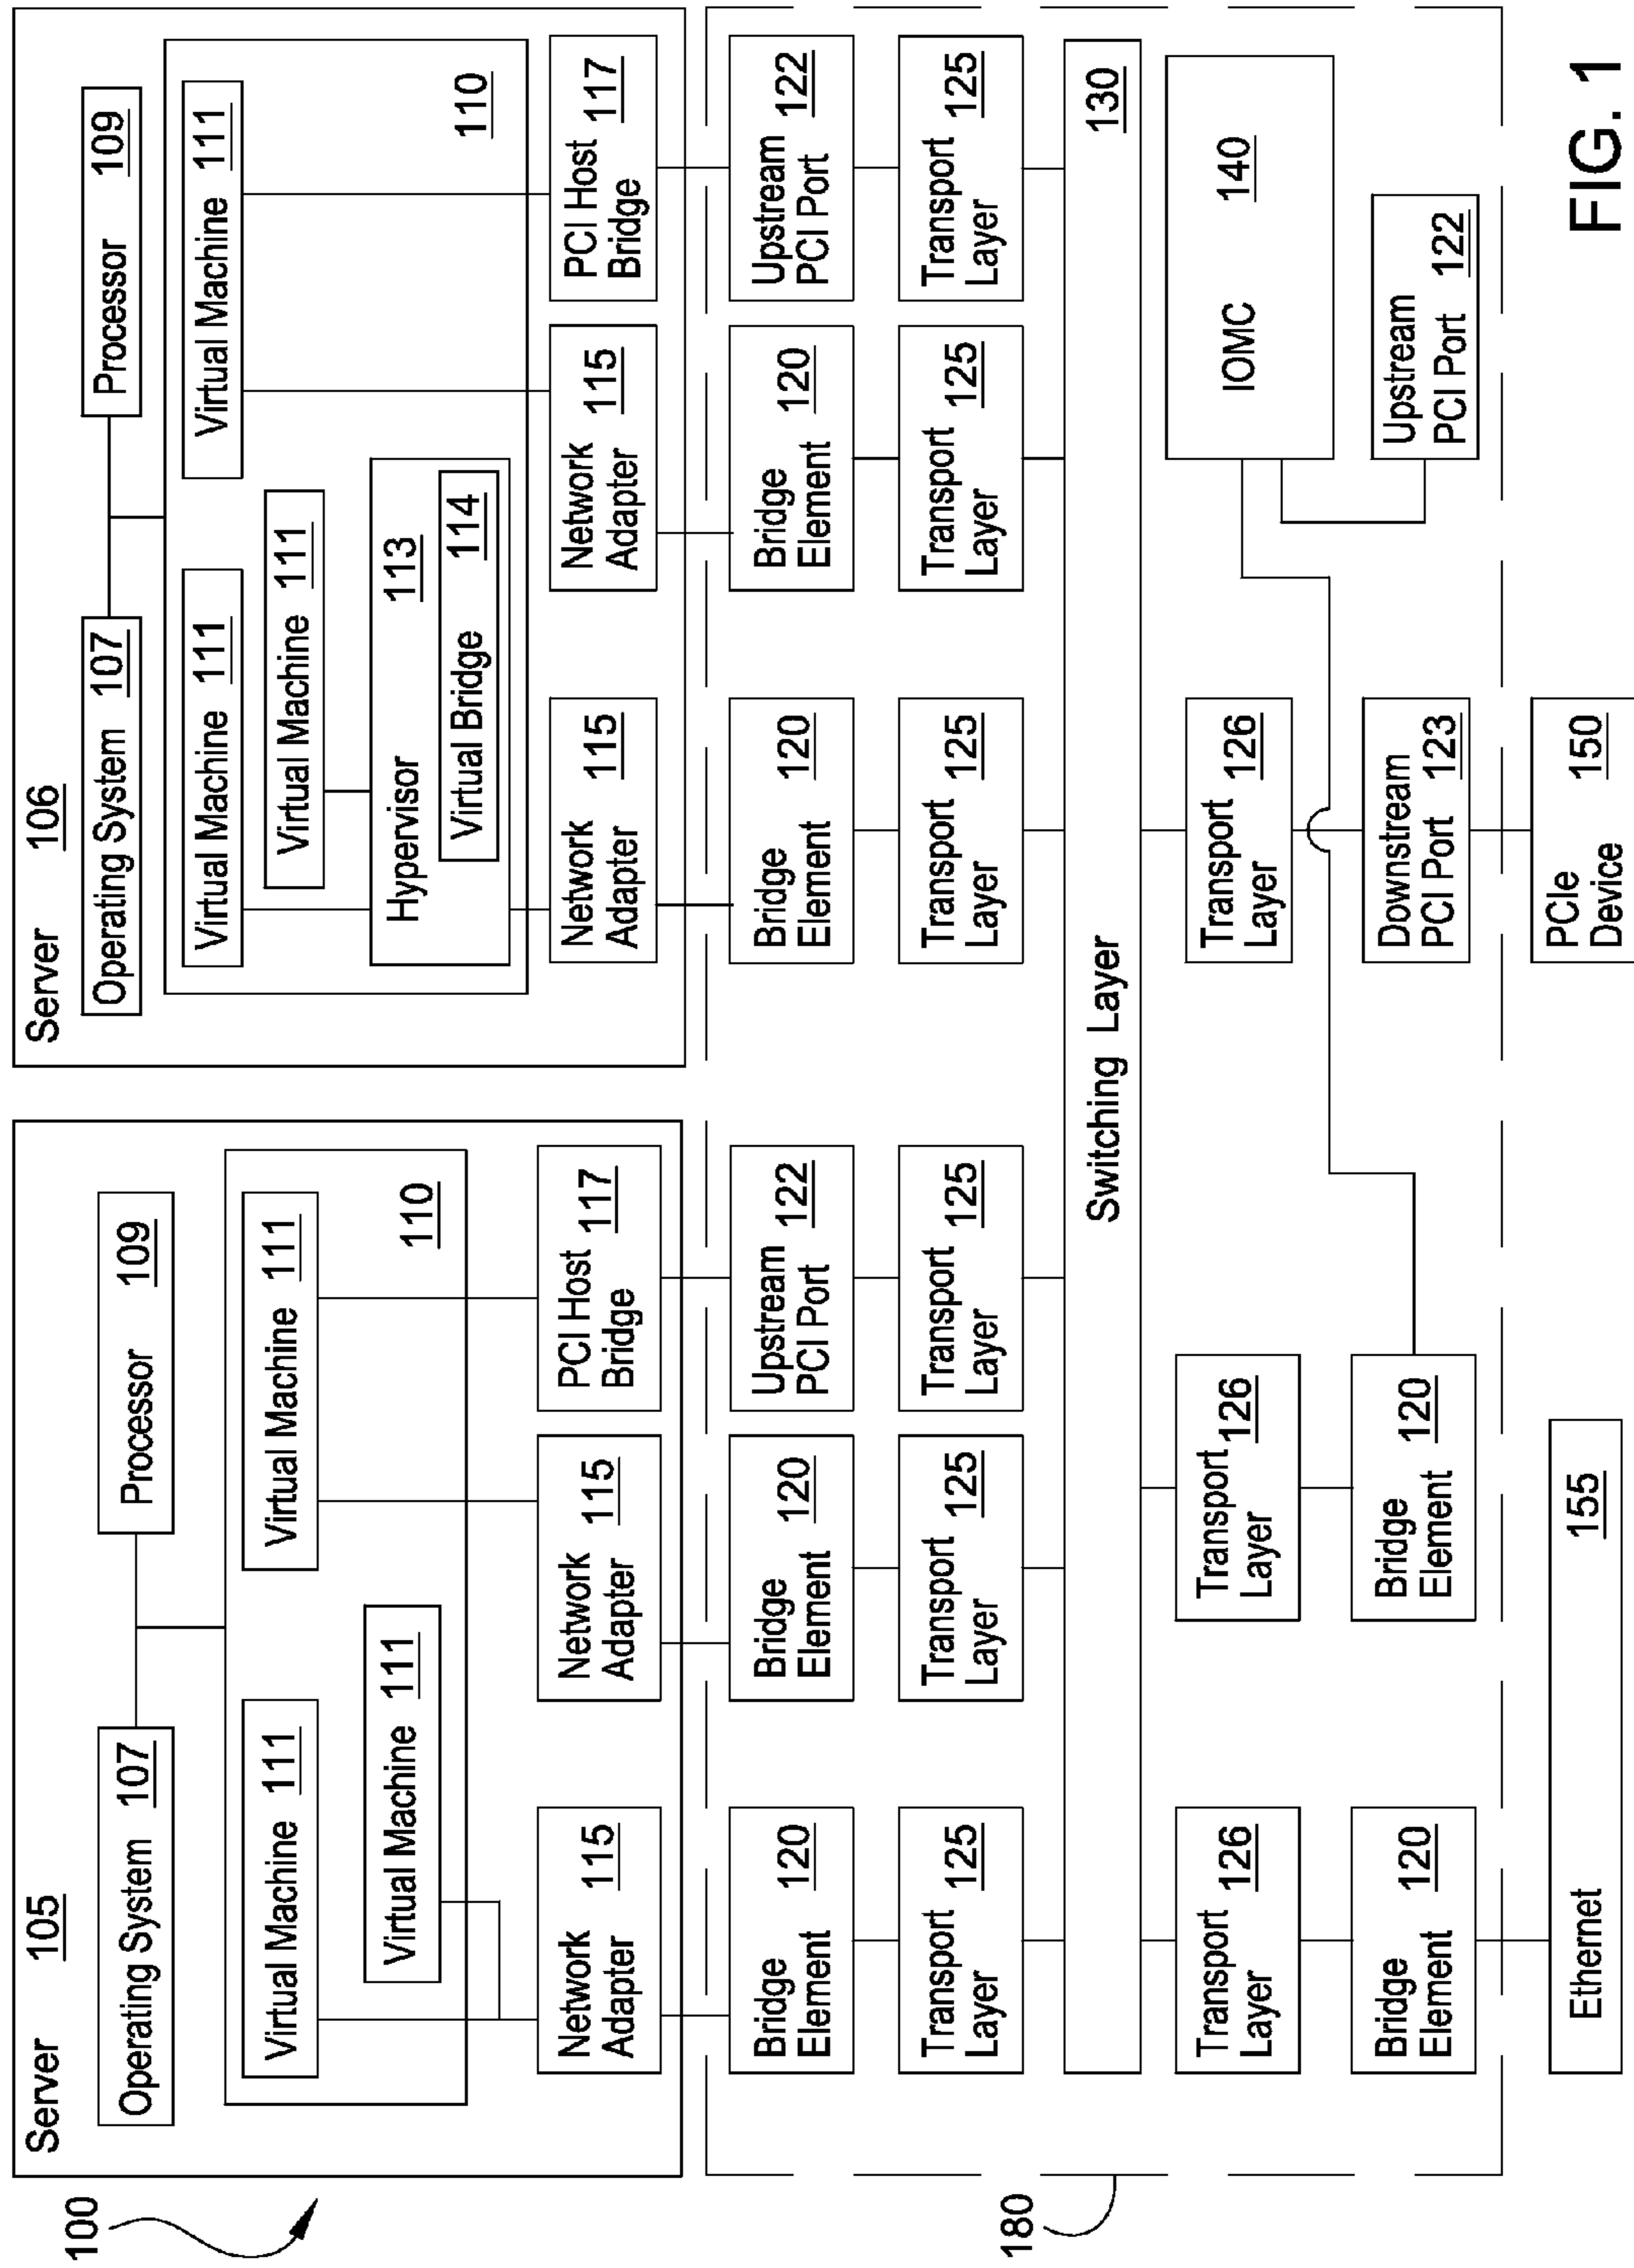 100
Server 105
Operating System 107
Processor 109
Virtual Machine 111
Virtual Machine 111
Virtual Machine 111
110
Network
Adapter 115
Network
Adapter 115
PCI Host
Bridge 117
Server 106
Operating System 107
Processor 109
Virtual Machine 111
Virtual Machine 111
Virtual Machine 111
Hypervisor 113
Virtual Bridge 114
110
Network
Adapter 115
Network
Adapter 115
PCI Host
Bridge 117
180
Bridge
Element 120
Bridge
Element 120
Upstream
PCI Port 122
Bridge
Element 120
Bridge
Element 120
Upstream
PCI Port 122
Transport
Layer 125
Transport
Layer 125
Transport
Layer 125
Transport
Layer 125
Transport
Layer 125
Transport
Layer 125
Switching Layer 130
Transport
Layer 126
Transport
Layer 126
Transport
Layer 126
IOMC 140
Bridge
Element 120
Bridge
Element 120
Downstream
PCI Port 123
Upstream
PCI Port 122
Ethernet 155
PCIe
Device 150
FIG. 1